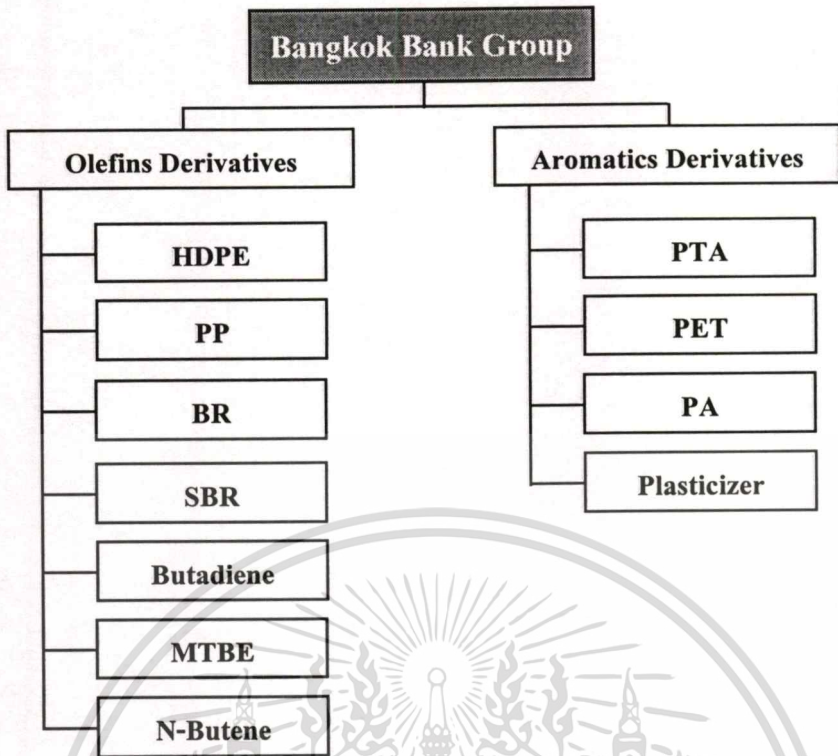 Bangkok Bank Group
Olefins Derivatives
HDPE
PP
BR
SBR
Butadiene
MTBE
N-Butene
Aromatics Derivatives
PTA
PET
PA
Plasticizer